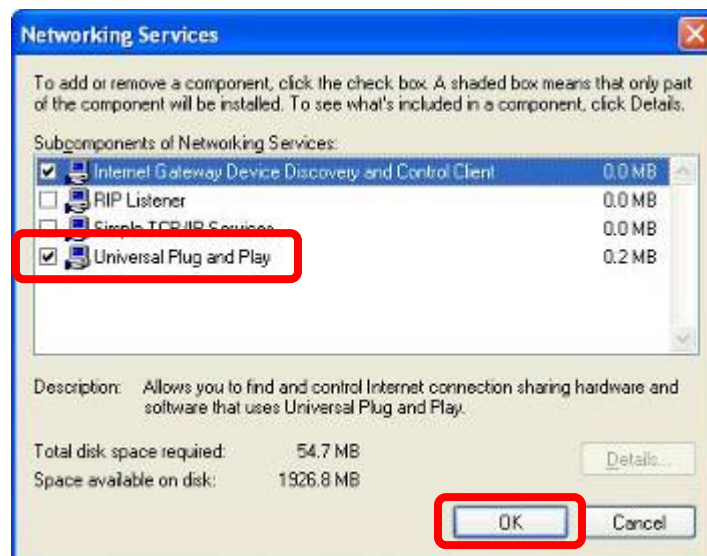 Networking Services
To add or remove a component, click the check box. A shaded box means that only part
of the component will be installed. To see what's included in a component, click Details.
Subcomponents of Networking Services:
Internet Gateway Device Discovery and Control Client 0.0 MB
RIP Listener 0.0 MB
Simple TCP/IP Services 0.0 MB
Universal Plug and Play 0.2 MB
Description: Allows you to find and control Internet connection sharing hardware and
software that uses Universal Plug and Play.
Total disk space required: 54.7 MB
Space available on disk: 1926.8 MB
Details...
OK Cancel